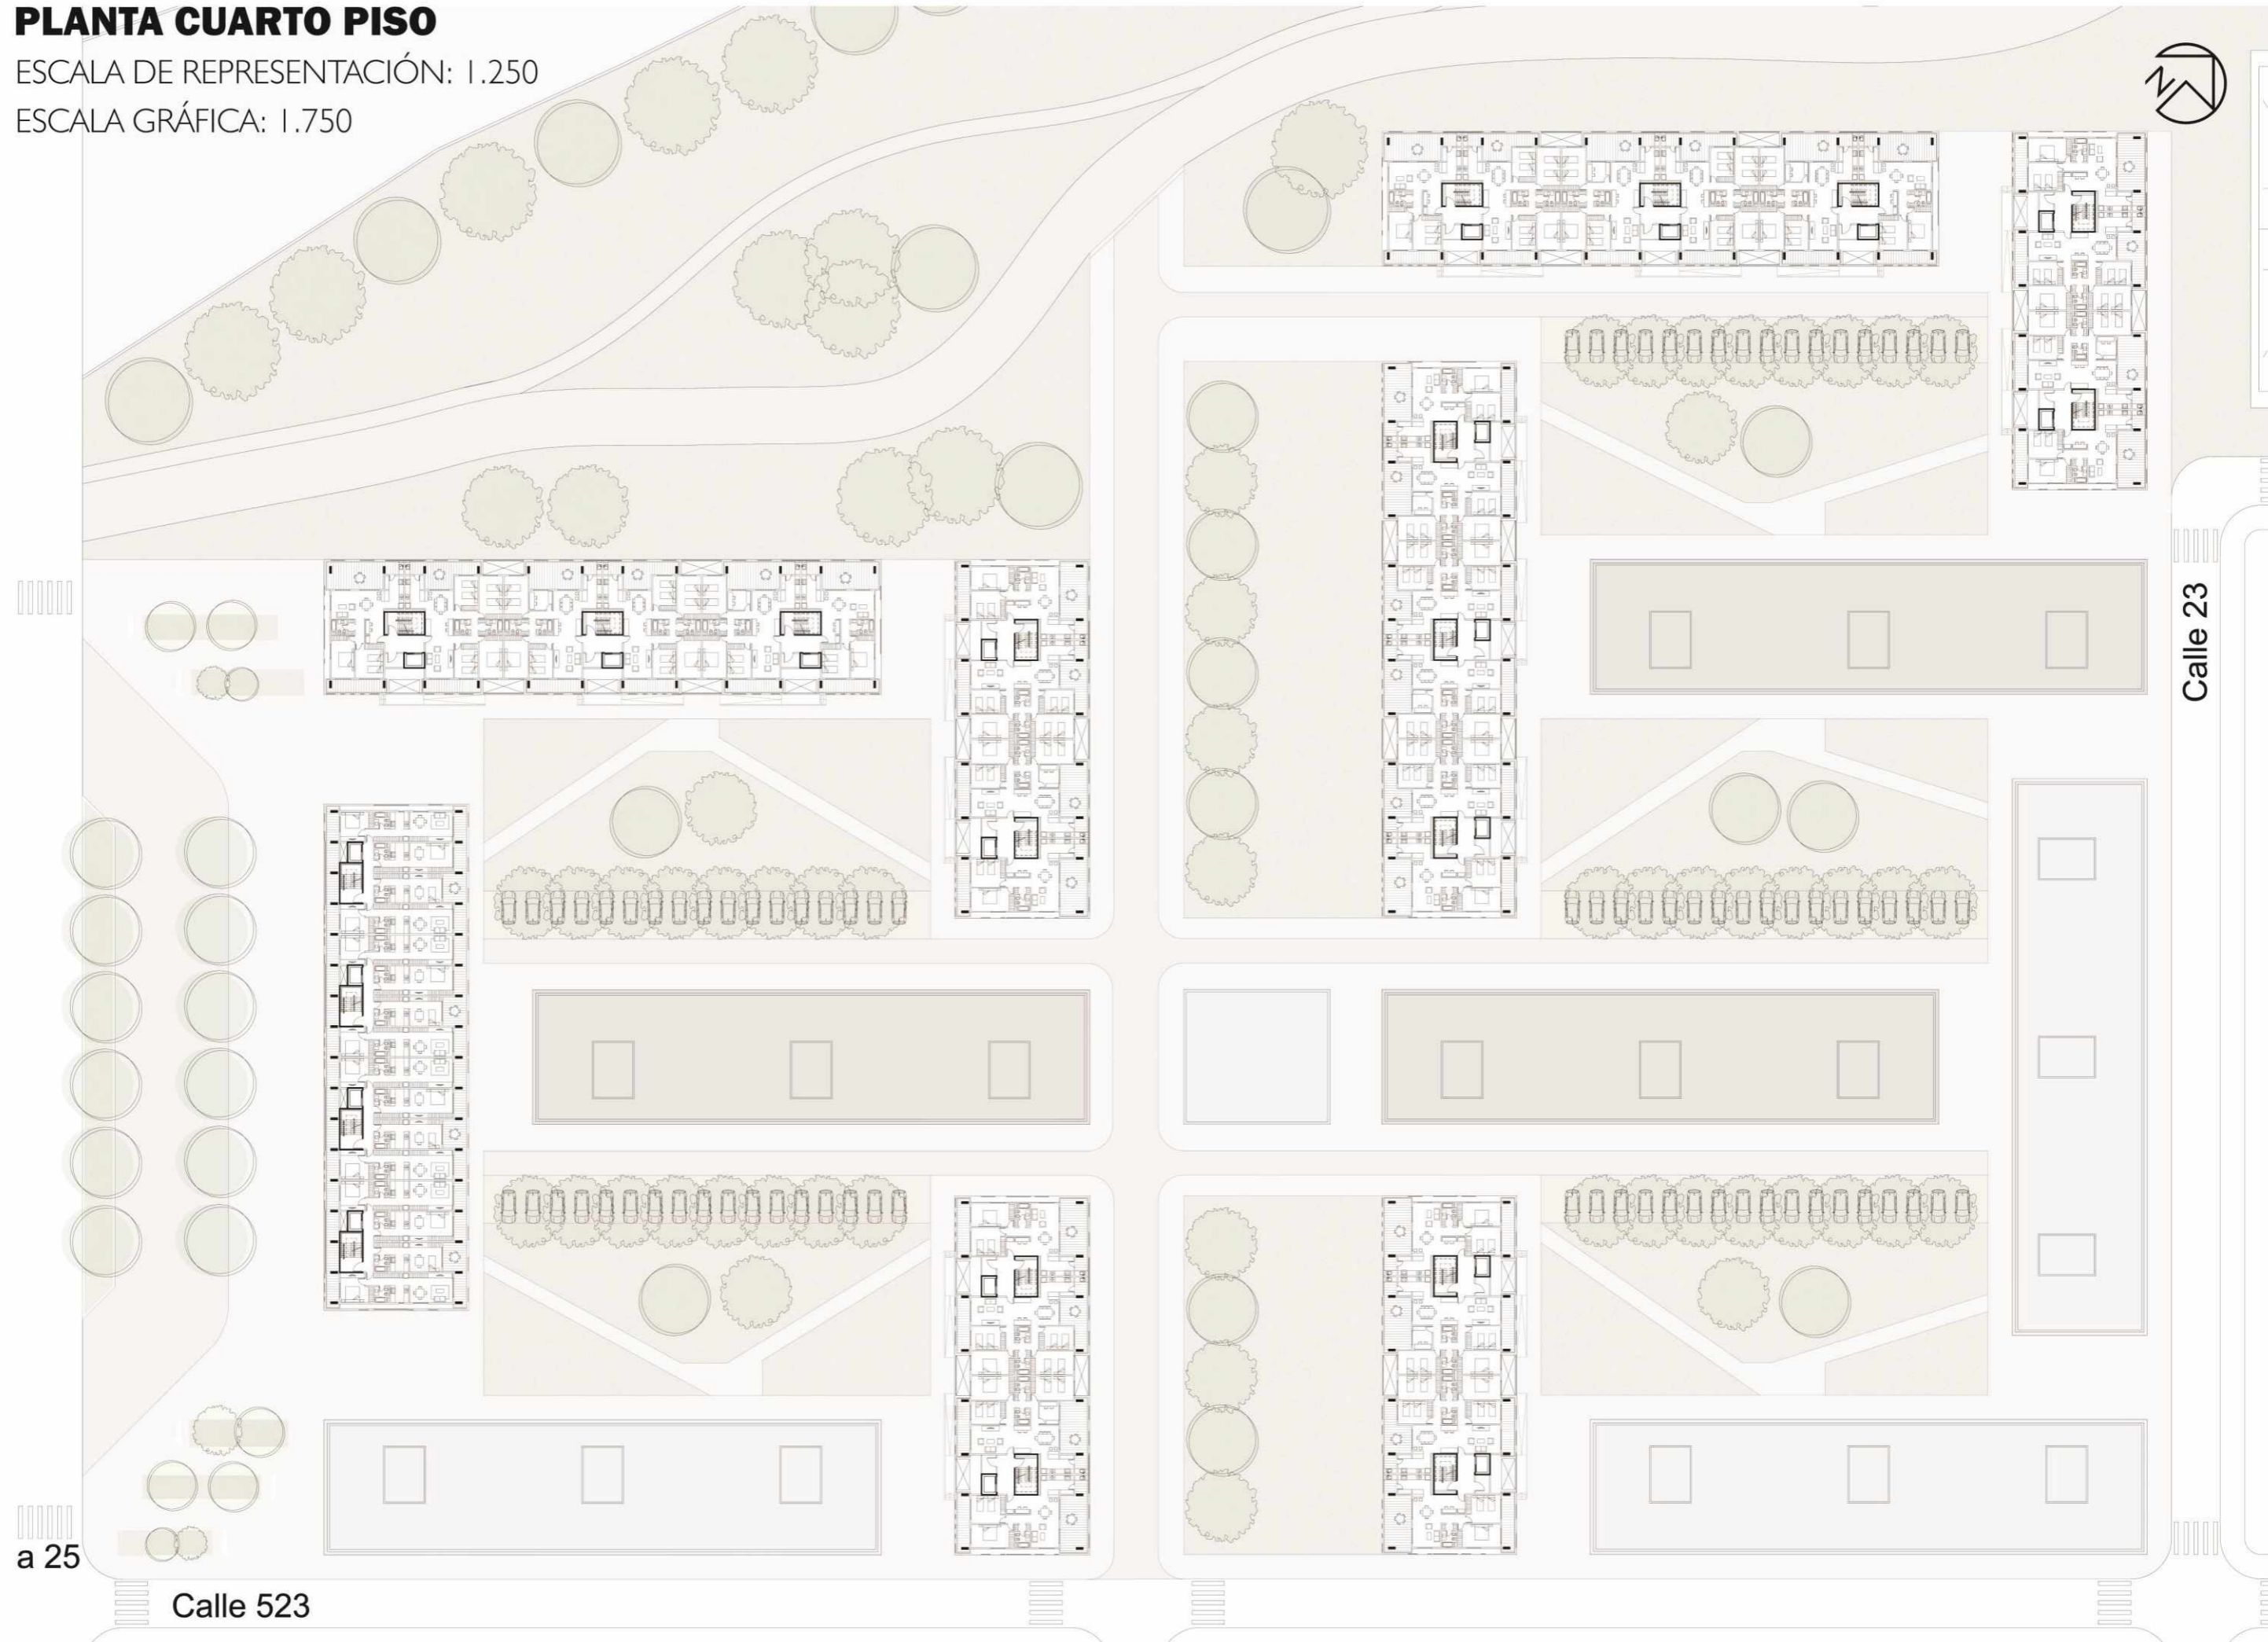 PLANTA CUARTO PISO
ESCALA DE REPRESENTACIÓN: 1.250
ESCALA GRÁFICA: 1.750
N
Calle 23
a 25
Calle 523